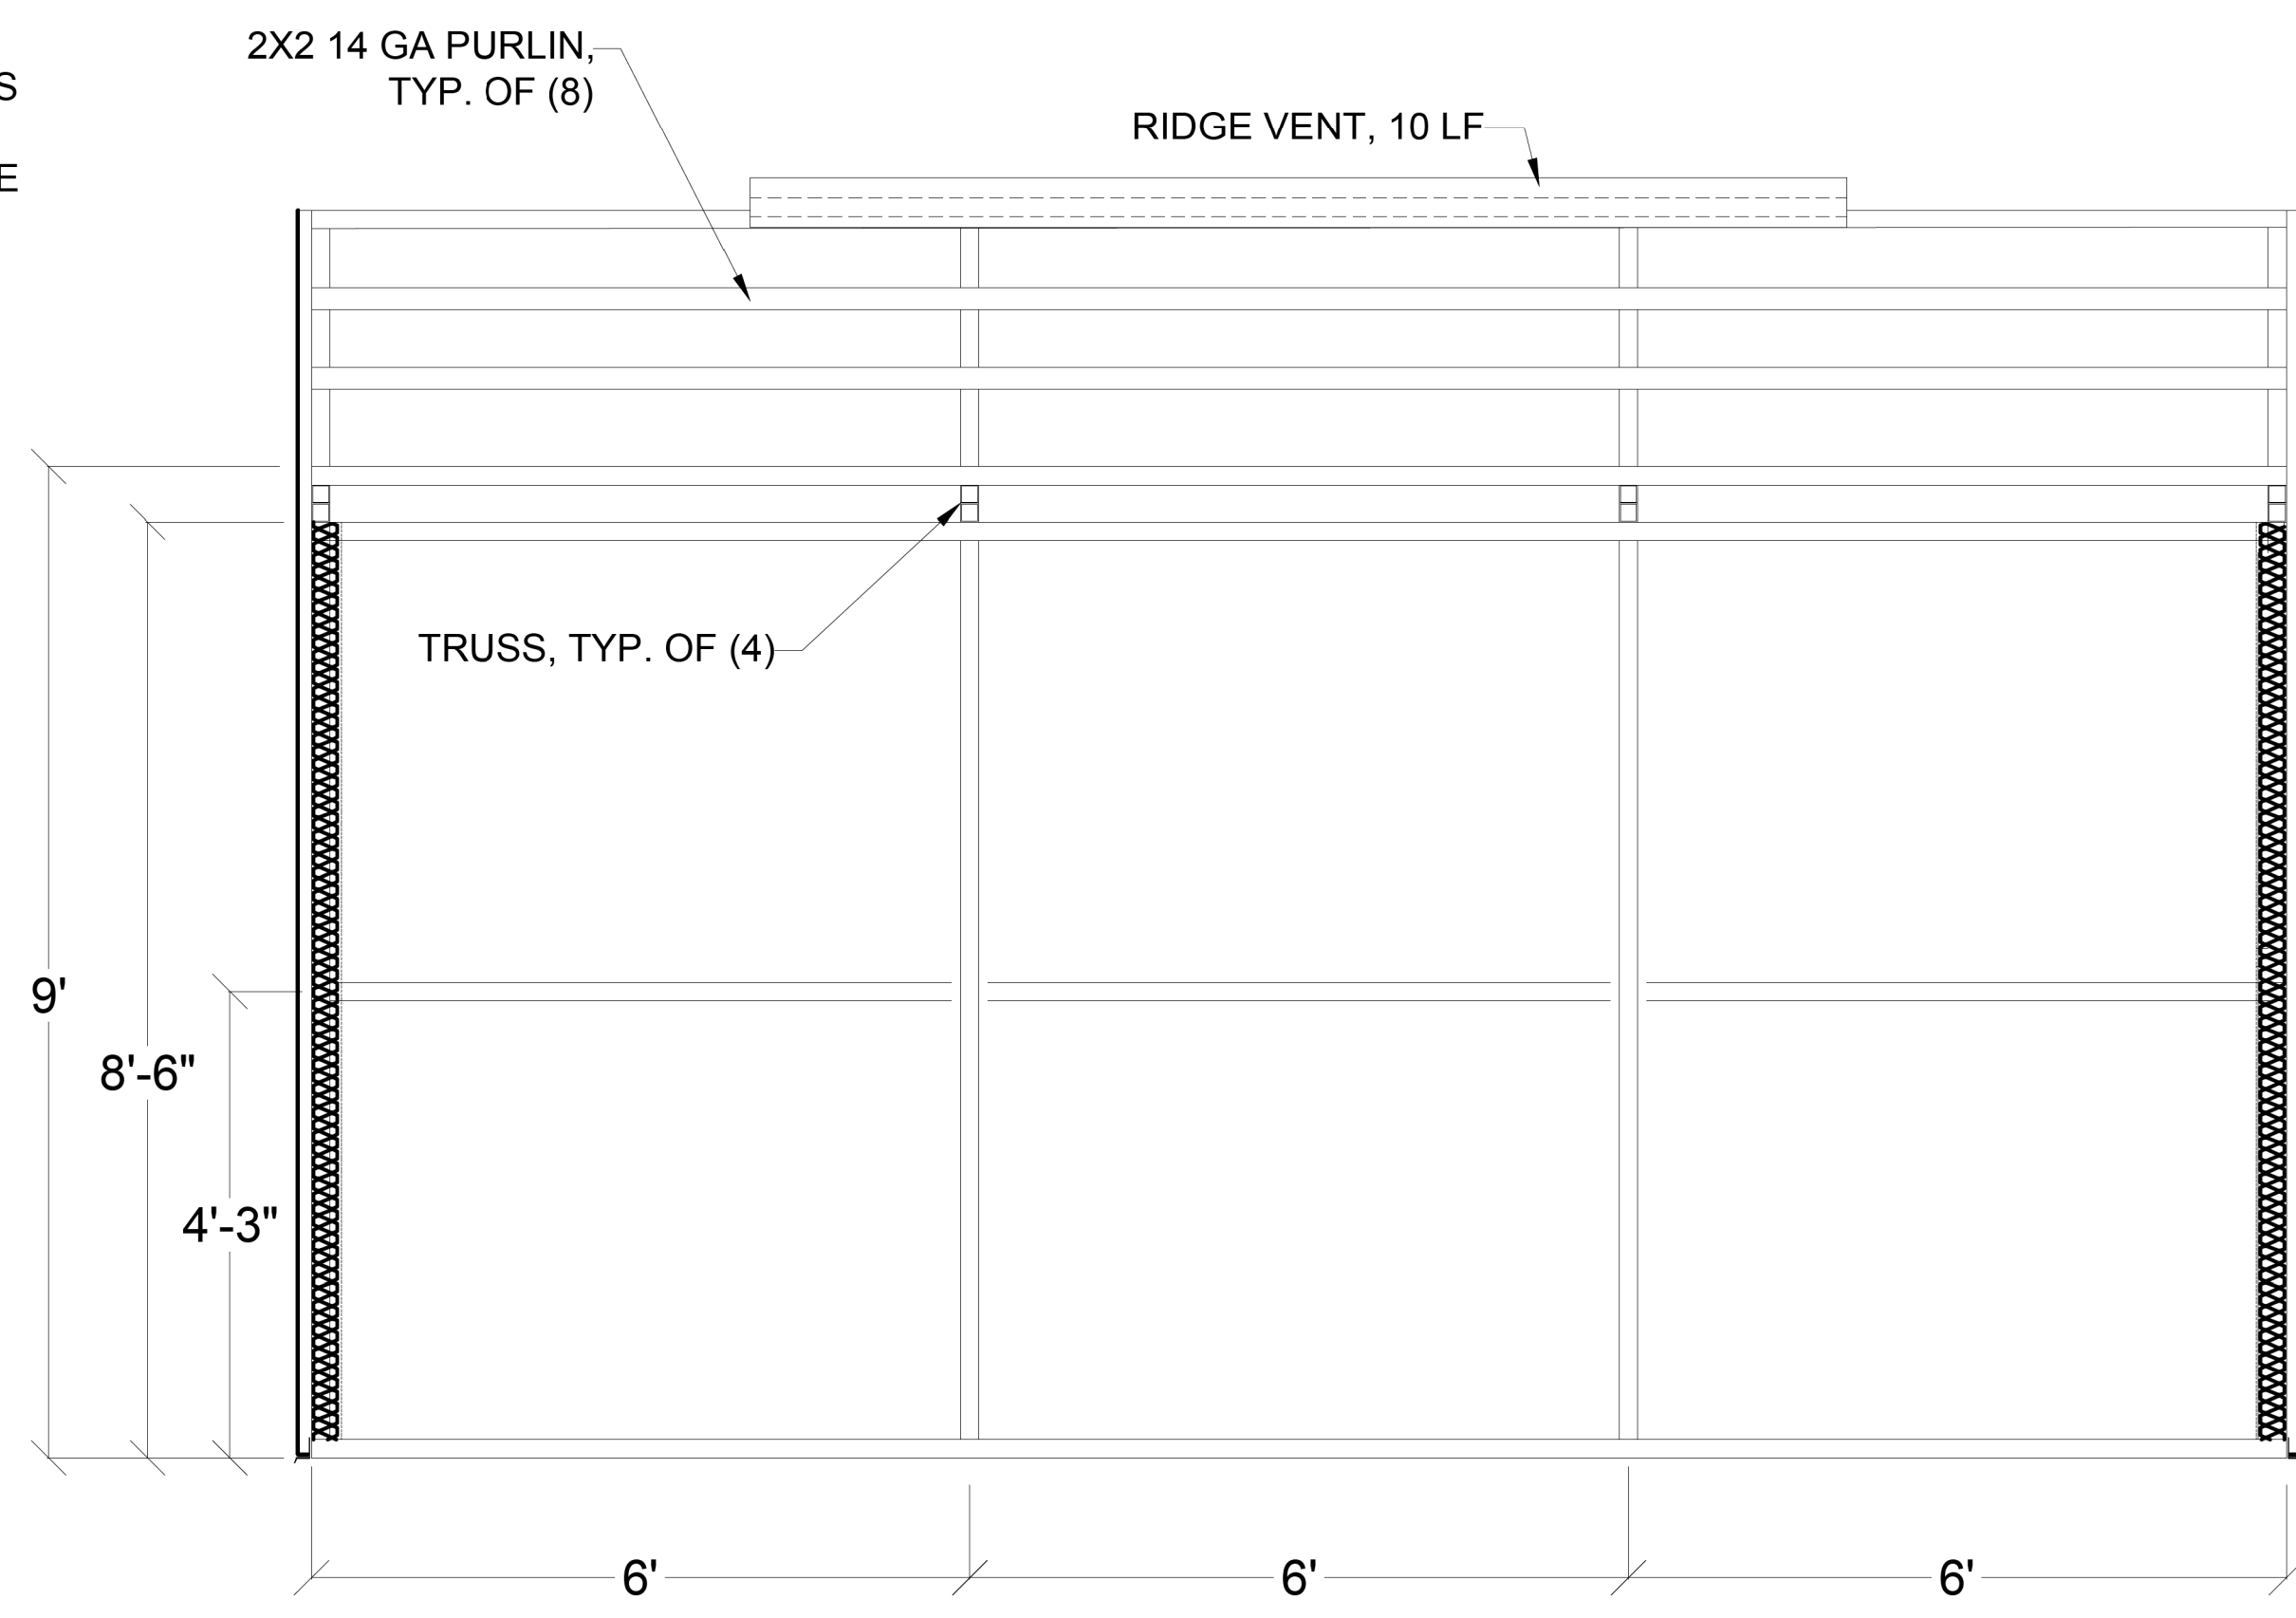 2X2 14 GA PURLIN,
TYP. OF (8)
S
E
RIDGE VENT, 10 LF
TRUSS, TYP. OF (4)
9'
8'-6"
4'-3"
6'
6'
6'